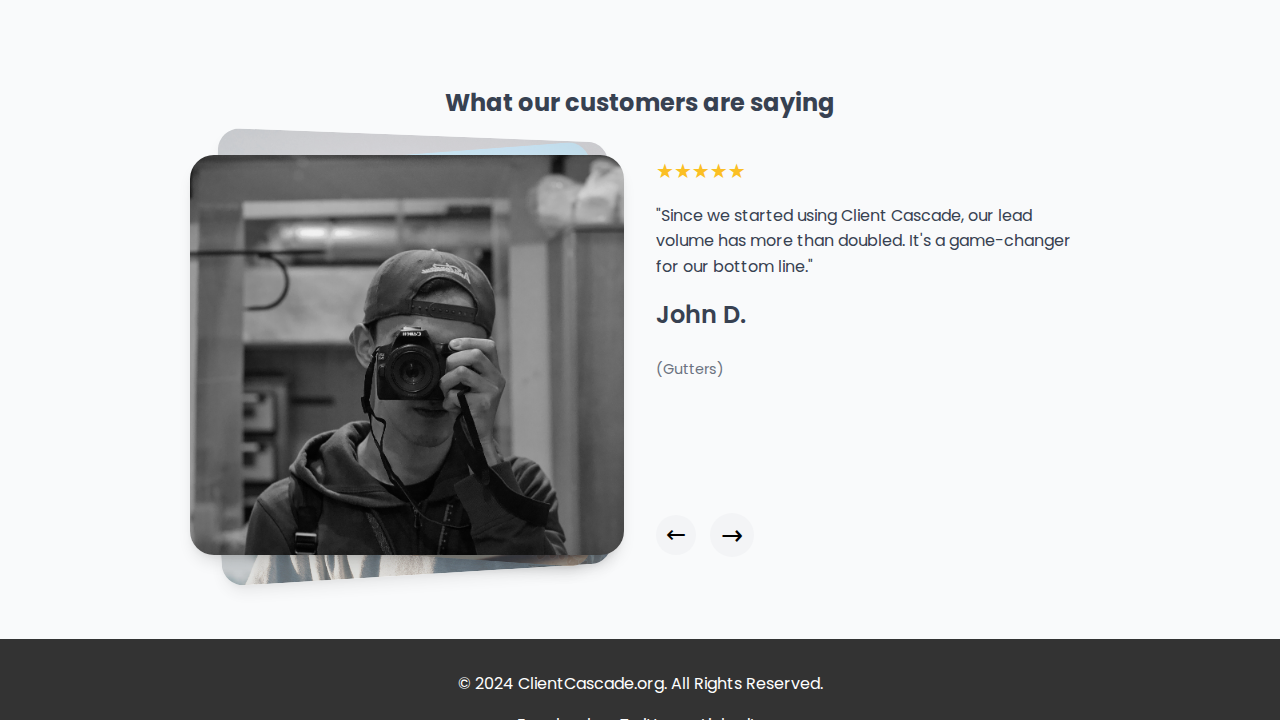 What our customers are saying
★★★★★
"Since we started using Client Cascade, our lead
volume has more than doubled. It's a game-changer
for our bottom line."
John D.
(Gutters)
← →
© 2024 ClientCascade.org. All Rights Reserved.